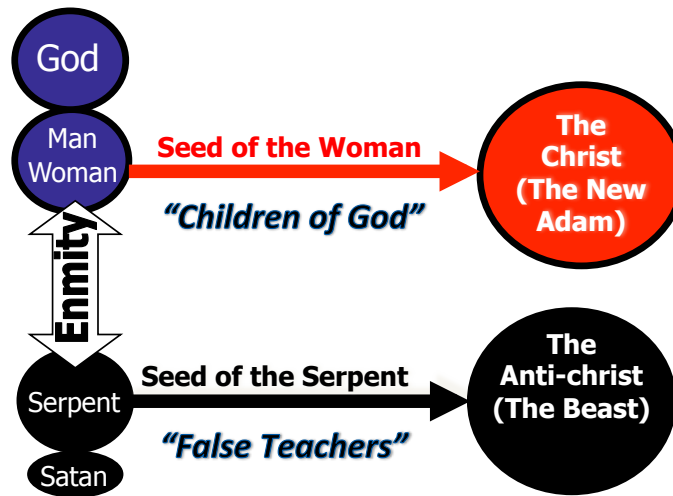 God
Man
Woman
Seed of the Woman
“Children of God”
The
Christ
(The New
Adam)
Enmity
Serpent
Satan
Seed of the Serpent
“False Teachers”
The
Anti-christ
(The Beast)